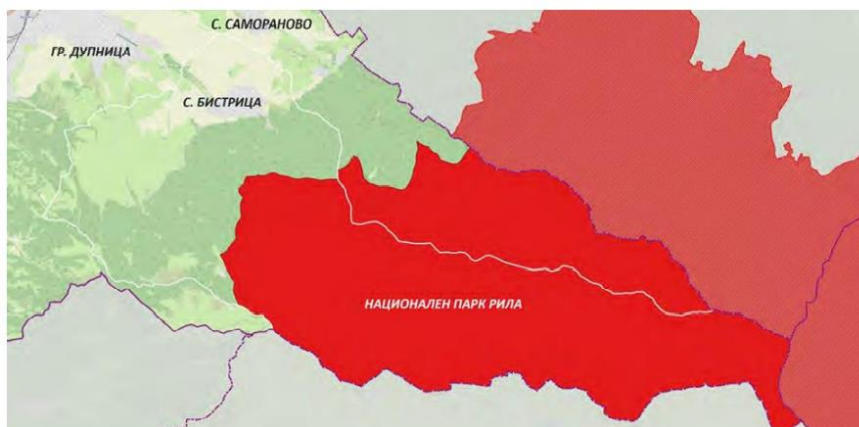 С. САМОРАНОВО
ГР. ДУПНИЦА
С. БИСТРИЦА
НАЦИОНАЛЕН ПАРК РИЛА